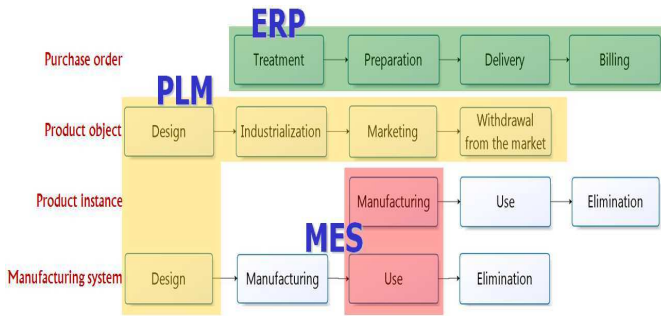 ERP
Purchase order Treatment Preparation Delivery Billing
PLM
Product object Design Industrialization Marketing Withdrawal
from the market
Product instance Manufacturing Use Elimination
MES
Manufacturing system Design Manufacturing Use Elimination